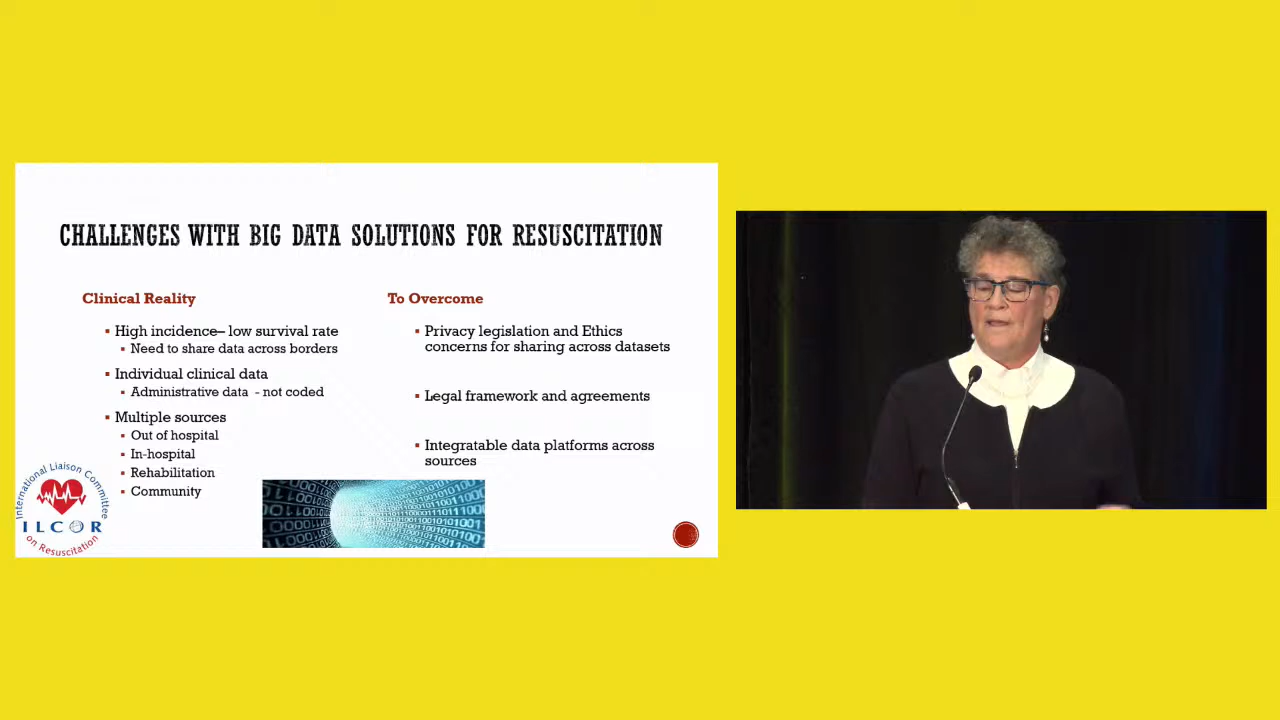 CHALLENGES WITH BIG DATA SOLUTIONS FOR RESUSCITATION
Clinical Reality
High incidence– low survival rate
Need to share data across borders
Individual clinical data
Administrative data - not coded
Multiple sources
Out of hospital
In-hospital
Rehabilitation
Community
To Overcome
Privacy legislation and Ethics
concerns for sharing across datasets
Legal framework and agreements
Integratable data platforms across
sources
International Liaison Committee
ILCOR
on Resuscitation